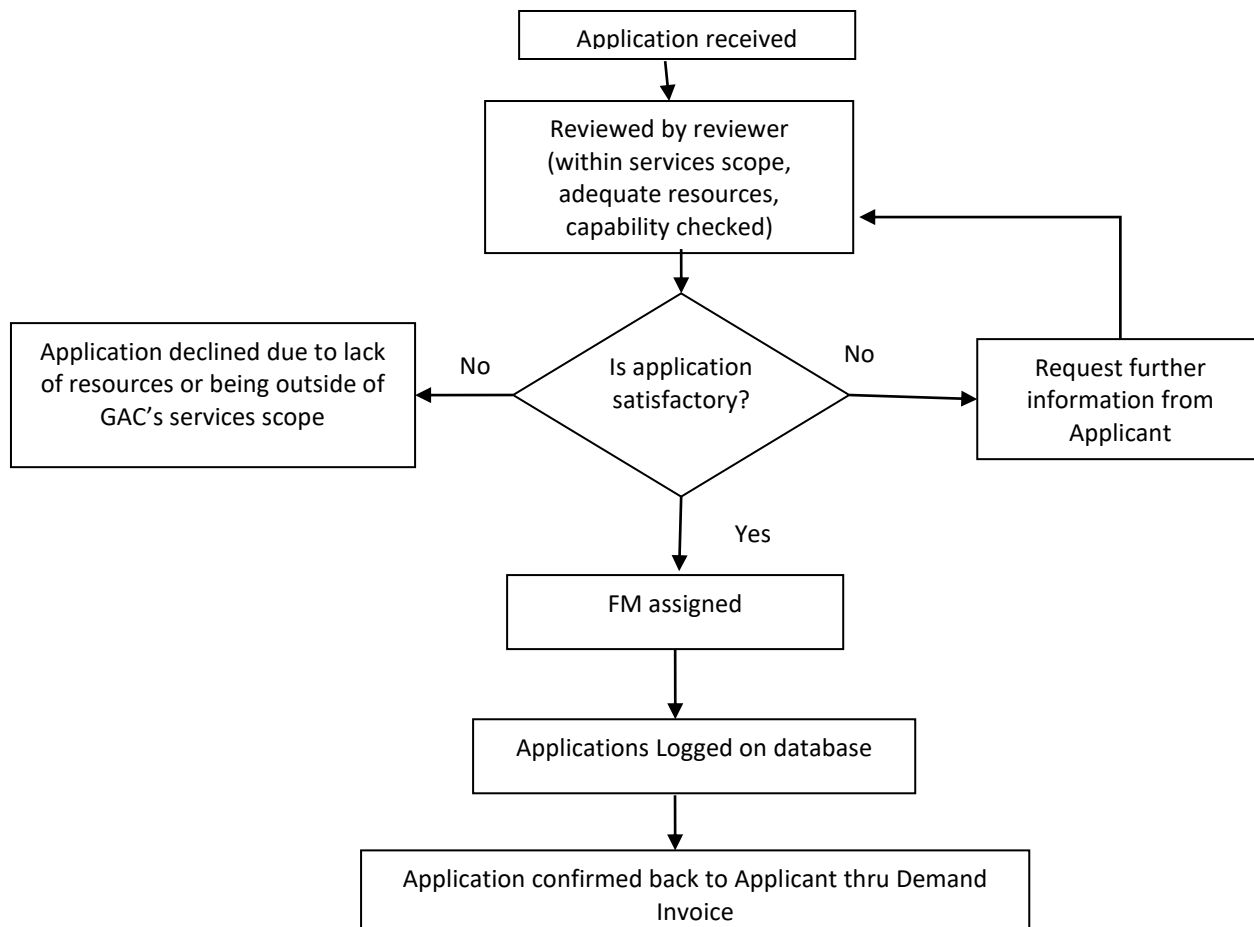 Application received
Reviewed by reviewer
(within services scope,
adequate resources,
capability checked)
Application declined due to lack
of resources or being outside of
GAC’s services scope
No
Is application
satisfactory?
No
Request further
information from
Applicant
Yes
FM assigned
Applications Logged on database
Application confirmed back to Applicant thru Demand
Invoice